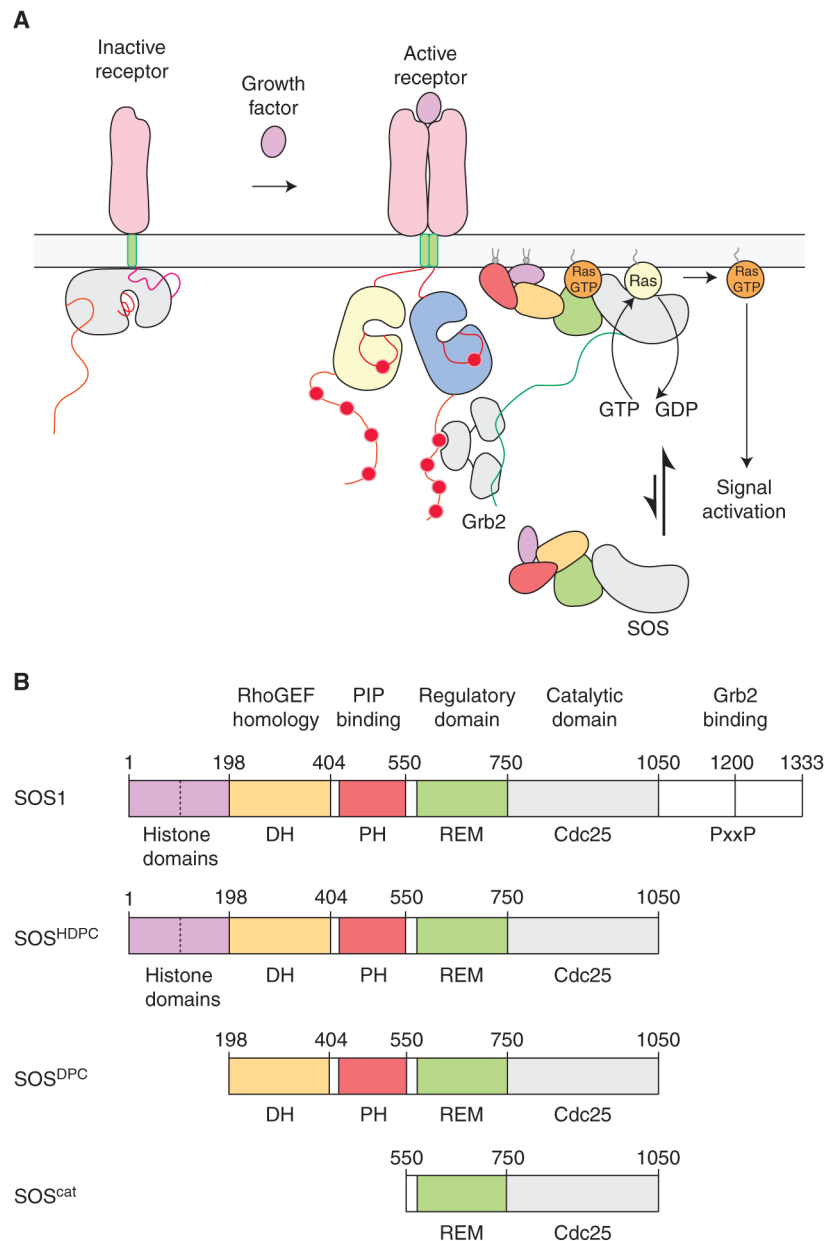 A
Inactive
receptor
Growth
factor
Active
receptor
Ras
GTP
Ras
Ras
GTP
GTP GDP
Signal
activation
Grb2
SOS
B
RhoGEF
homology
PIP
binding
Regulatory
domain
Catalytic
domain
Grb2
binding
1 198 404 550 750 1050 1200 1333
SOS1
Histone
domains
DH PH REM Cdc25 PxxP
1 198 404 550 750 1050
SOSHDPC
Histone
domains
DH PH REM Cdc25
198 404 550 750 1050
SOSDPC
DH PH REM Cdc25
550 750 1050
SOScat
REM Cdc25